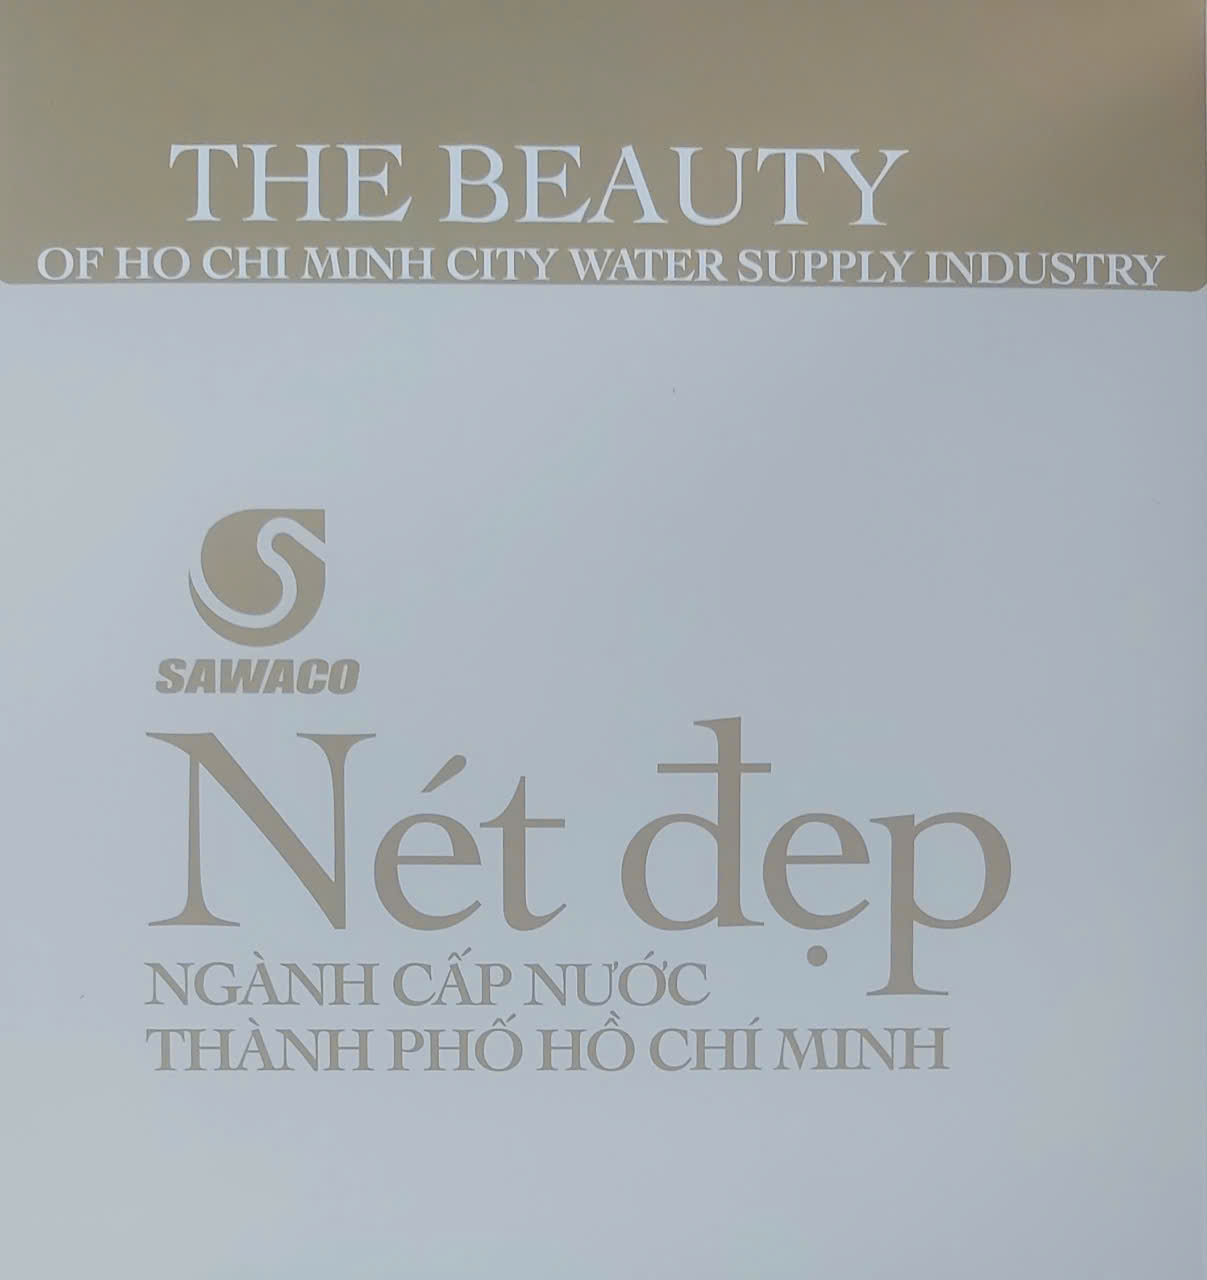 THE BEAUTY
OF HO CHI MINH CITY WATER SUPPLY INDUSTRY
SAWACO
Nét đẹp
NGÀNH CẤP NƯỚC
THÀNH PHỐ HỒ CHÍ MINH